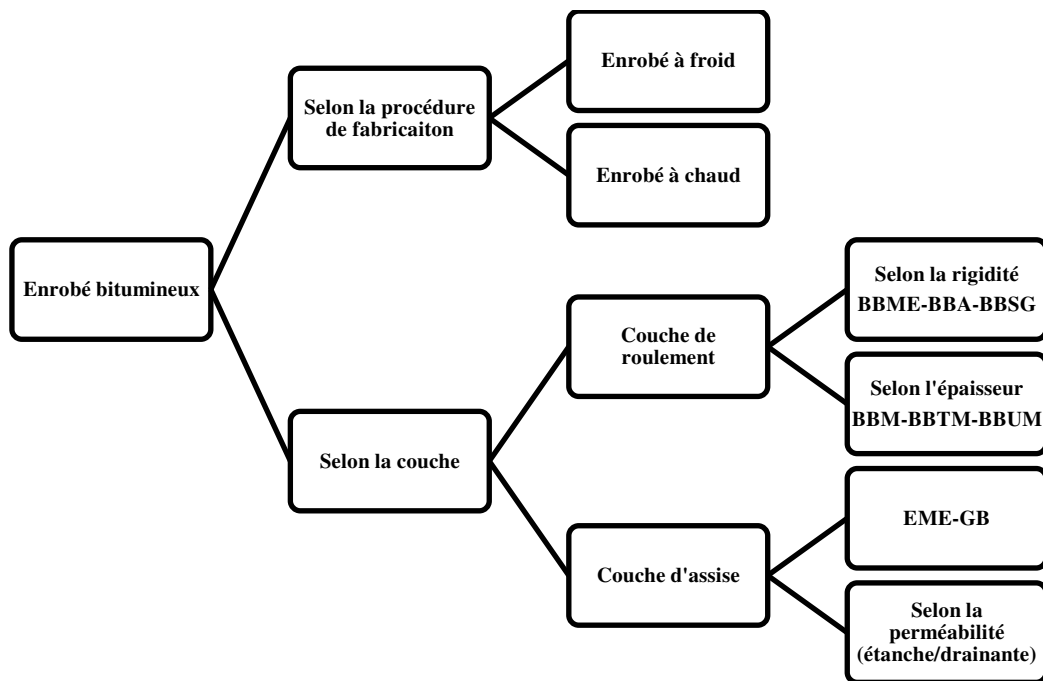 Enrobé bitumineux
Selon la procédure
de fabricaiton
Enrobé à froid
Enrobé à chaud
Selon la couche
Couche de
roulement
Selon la rigidité
BBME-BBA-BBSG
Selon l'épaisseur
BBM-BBTM-BBUM
Couche d'assise
EME-GB
Selon la
perméabilité
(étanche/drainante)